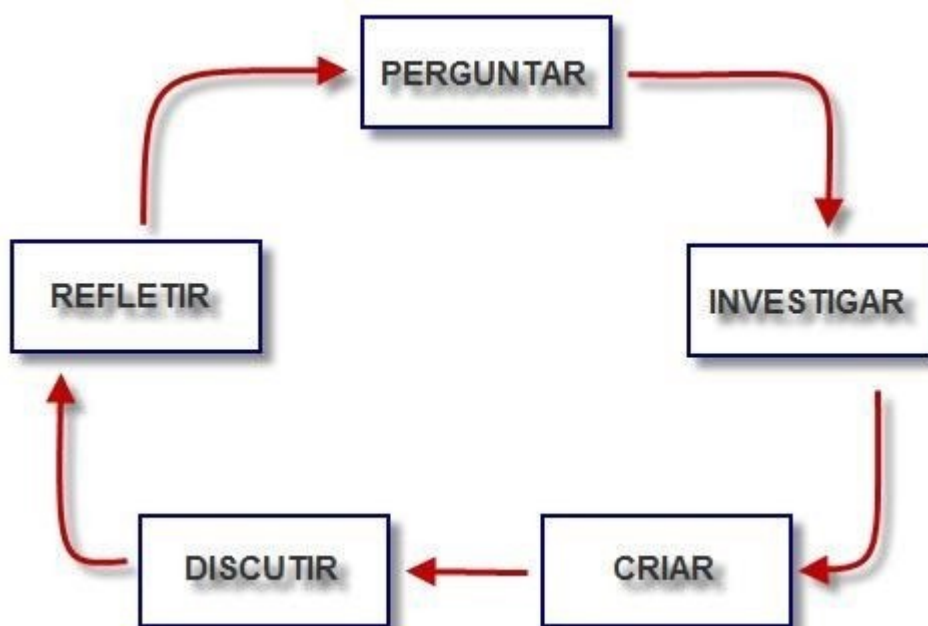 PERGUNTAR
INVESTIGAR
CRIAR
DISCUTIR
REFLETIR